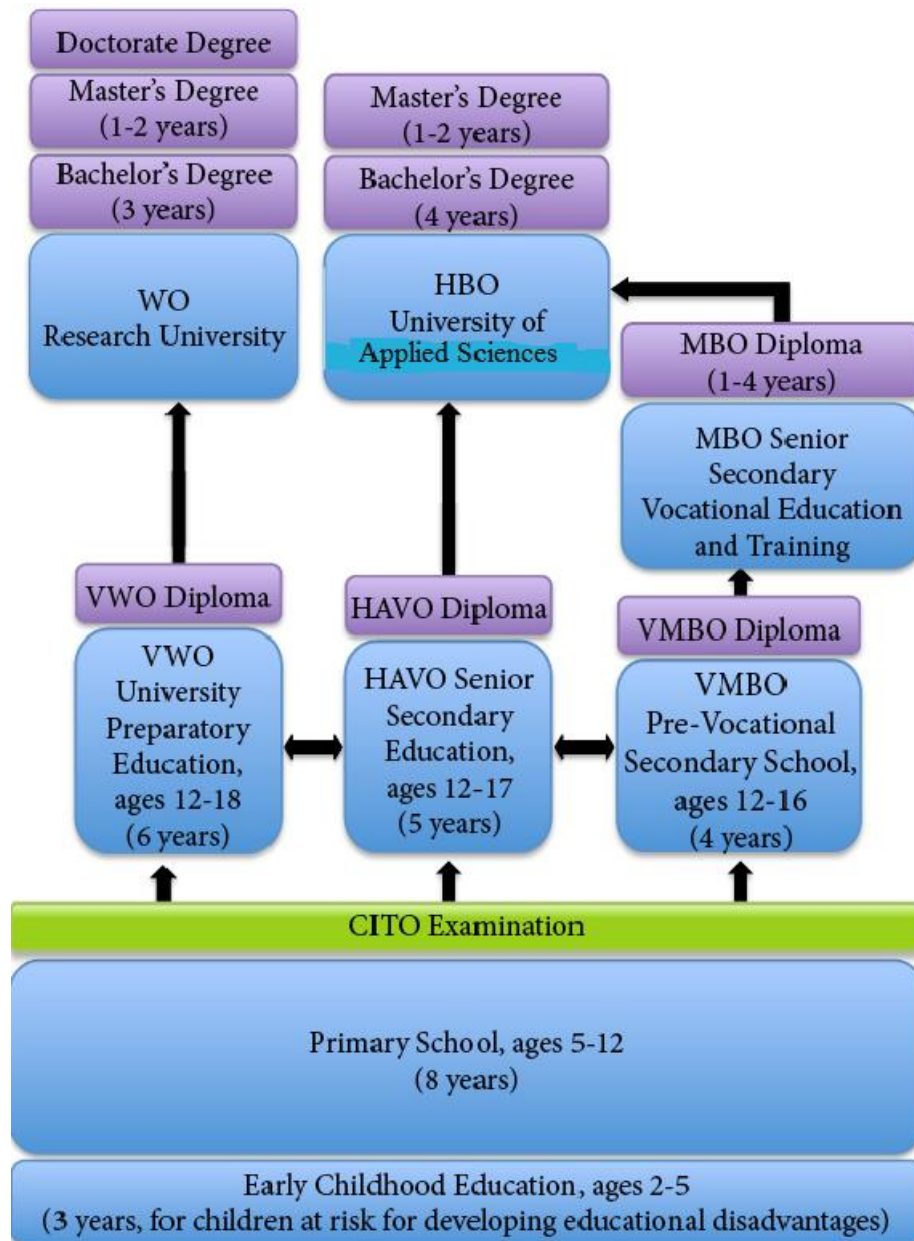 Doctorate Degree
Master's Degree
(1-2 years)
Bachelor's Degree
(3 years)
WO
Research University
Master's Degree
(1-2 years)
Bachelor's Degree
(4 years)
HBO
University of
Applied Sciences
MBO Diploma
(1-4 years)
MBO Senior
Secondary
Vocational Education
and Training
VWO Diploma
VWO
University
Preparatory
Education,
ages 12-18
(6 years)
HAVO Diploma
HAVO Senior
Secondary
Education,
ages 12-17
(5 years)
VMBO Diploma
VMBO
Pre-Vocational
Secondary School,
ages 12-16
(4 years)
CITO Examination
Primary School, ages 5-12
(8 years)
Early Childhood Education, ages 2-5
(3 years, for children at risk for developing educational disadvantages)